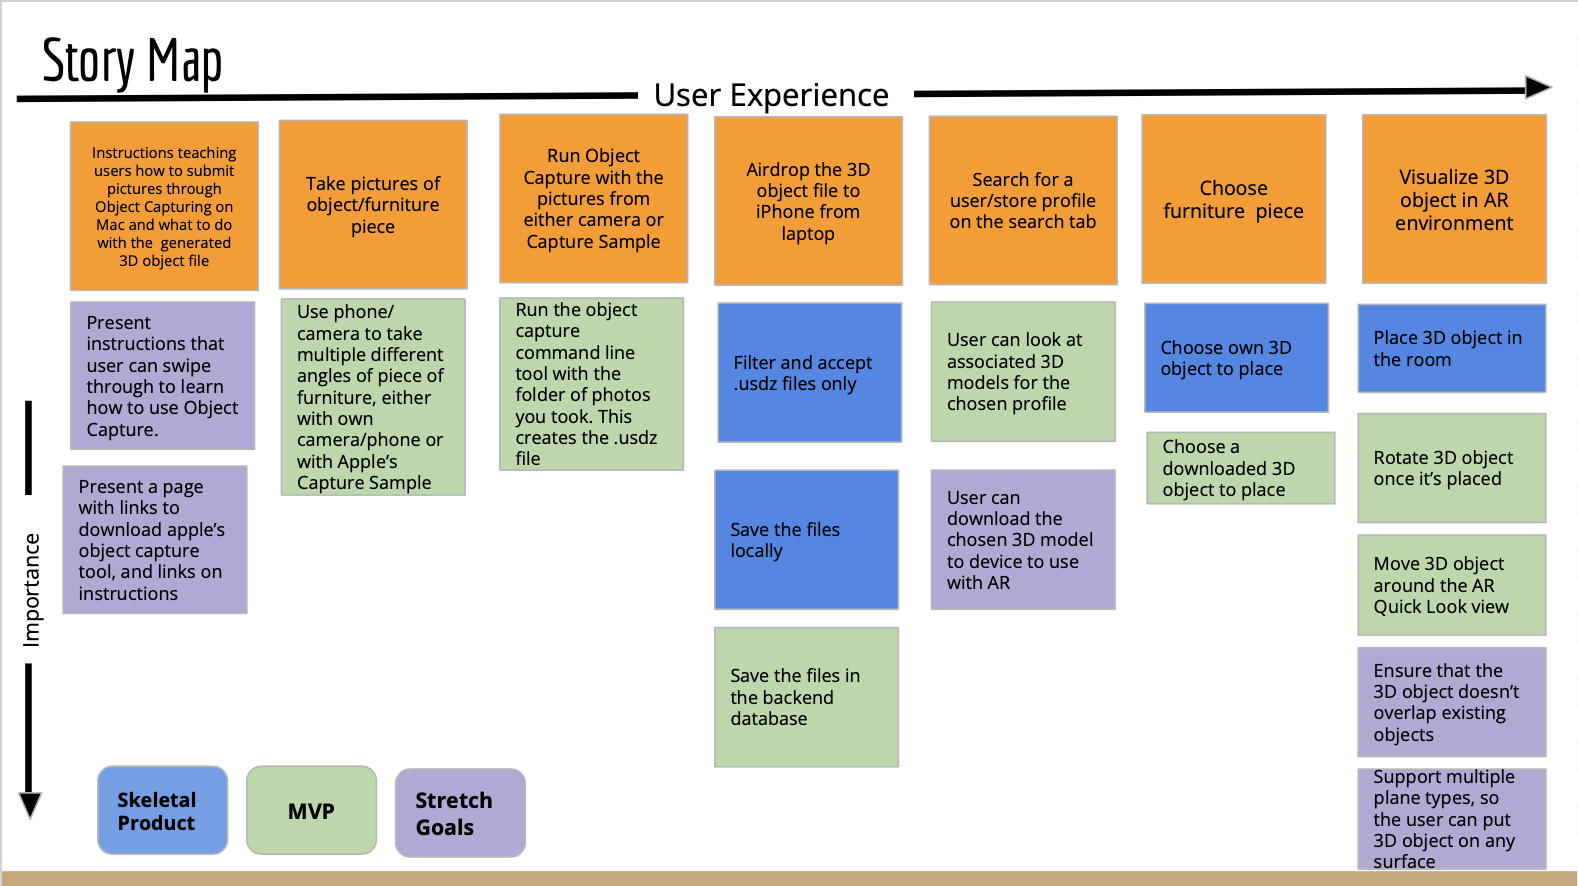 Story Map
User Experience
Instructions teaching
users how to submit
pictures through
Object Capturing on
Mac and what to do
with the generated
3D object file
Take pictures of
object/furniture
piece
Run Object
Capture with the
pictures from
either camera or
Capture Sample
Airdrop the 3D
object file to
iPhone from
laptop
Search for a
user/store profile
on the search tab
Choose
furniture piece
Visualize 3D
object in AR
environment
Present
instructions that
user can swipe
through to learn
how to use Object
Capture.
Present a page
with links to
download apple's
object capture
tool, and links on
instructions
Use phone/
camera to take
multiple different
angles of piece of
furniture, either
with own
camera/phone or
with Apple's
Capture Sample
Run the object
capture
command line
tool with the
folder of photos
you took. This
creates the .usdz
file
Filter and accept
.usdz files only
Save the files
locally
Save the files in
the backend
database
User can look at
associated 3D
models for the
chosen profile
User can
download the
chosen 3D model
to device to use
with AR
Choose own 3D
object to place
Choose a
downloaded 3D
object to place
Place 3D object in
the room
Rotate 3D object
once it's placed
Move 3D object
around the AR
Quick Look view
Ensure that the
3D object doesn't
overlap existing
objects
Support multiple
plane types, so
the user can put
3D object on any
surface
Importance
Skeletal
Product
MVP
Stretch
Goals